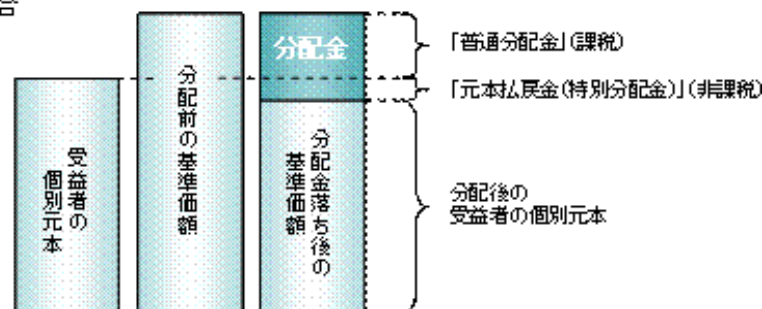 分配金
「普通分配金」(課税)
「元本払戻金(特別分配金)」(非課税)
受益者の
個別元本
分配前の基準価額
分配金落ち後の
基準価額
分配後の
受益者の個別元本